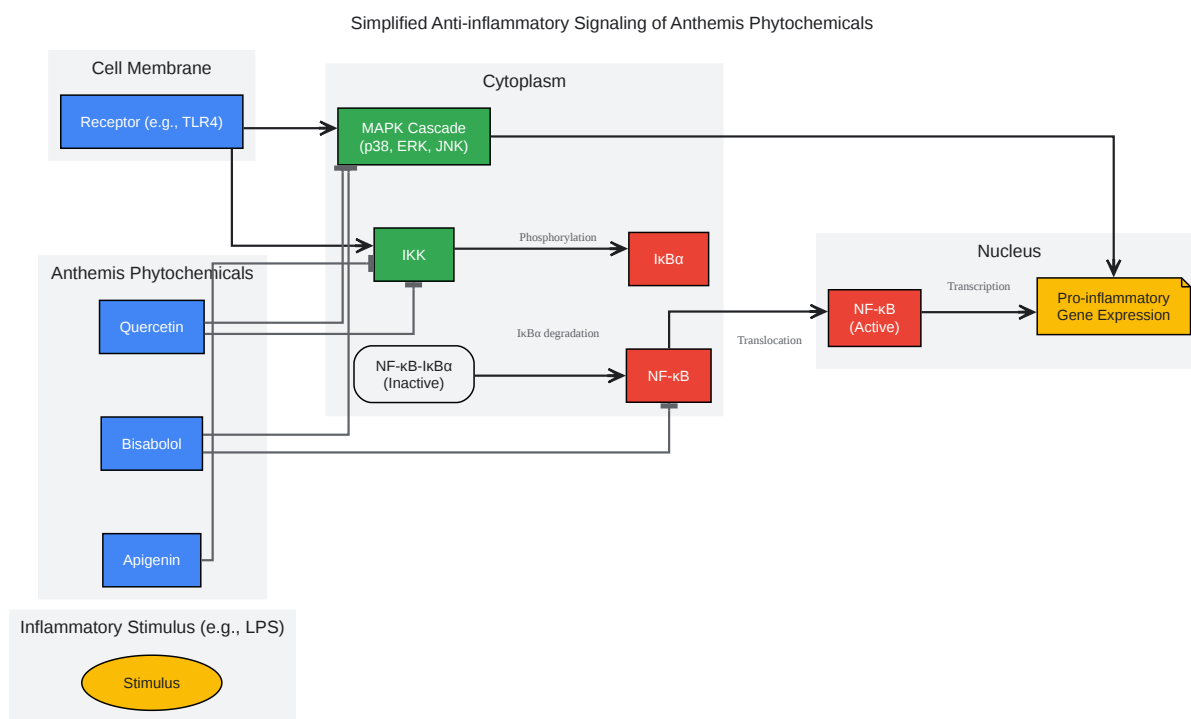 Simplified Anti-inflammatory Signaling of Anthemis Phytochemicals
Cell Membrane
Receptor (e.g., TLR4)
Cytoplasm
MAPK Cascade
(p38, ERK, JNK)
IKK
Phosphorylation
IκBα
NF-κB-IκBα
(Inactive)
IκBα degradation
NF-κB
Translocation
Nucleus
NF-κB
(Active)
Transcription
Pro-inflammatory
Gene Expression
Anthemis Phytochemicals
Quercetin
Bisabolol
Apigenin
Inflammatory Stimulus (e.g., LPS)
Stimulus